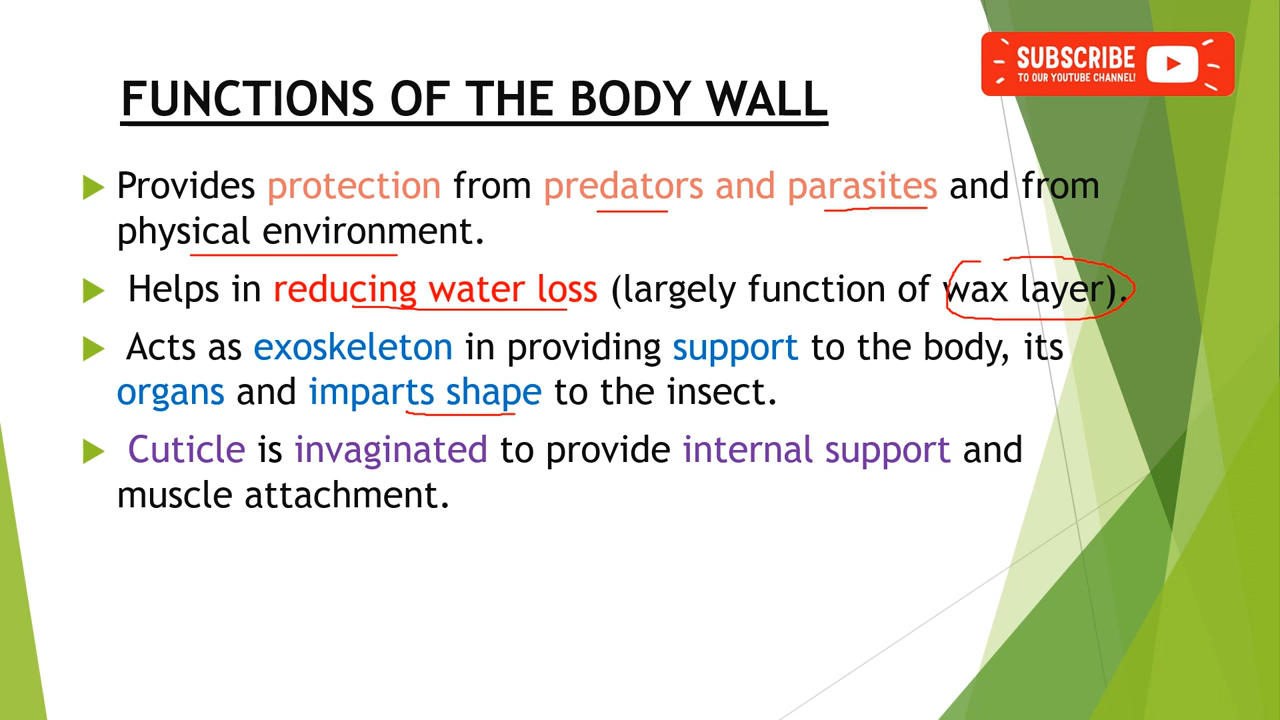 SUBSCRIBE
TO OUR YOUTUBE CHANNEL!
FUNCTIONS OF THE BODY WALL
Provides protection from predators and parasites and from
physical environment.
Helps in reducing water loss (largely function of wax layer).
Acts as exoskeleton in providing support to the body, its
organs and imparts shape to the insect.
Cuticle is invaginated to provide internal support and
muscle attachment.